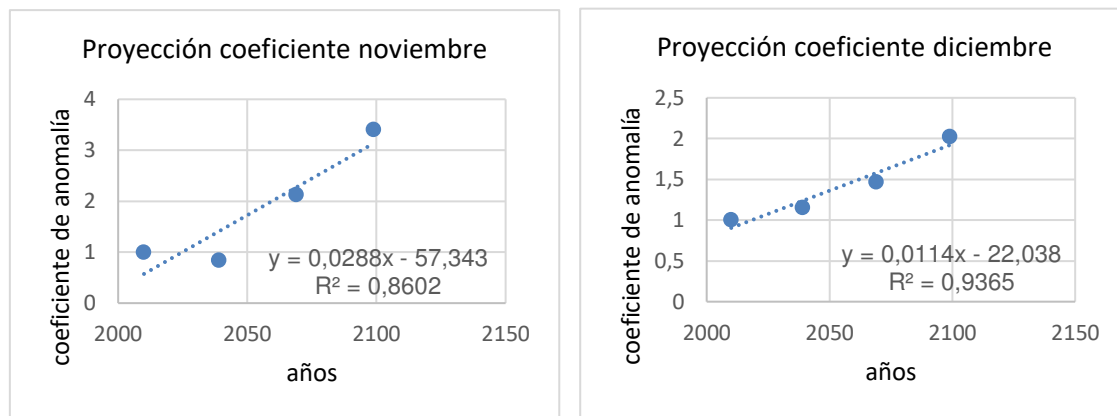 Proyección coeficiente noviembre
coeficiente de anomalía
4
3
2
1
0
y = 0,0288x - 57,343
R² = 0,8602
2000
2050
2100
2150
años
Proyección coeficiente diciembre
coeficiente de anomalía
2,5
2
1,5
1
0,5
0
y = 0,0114x - 22,038
R² = 0,9365
2000
2050
2100
2150
años